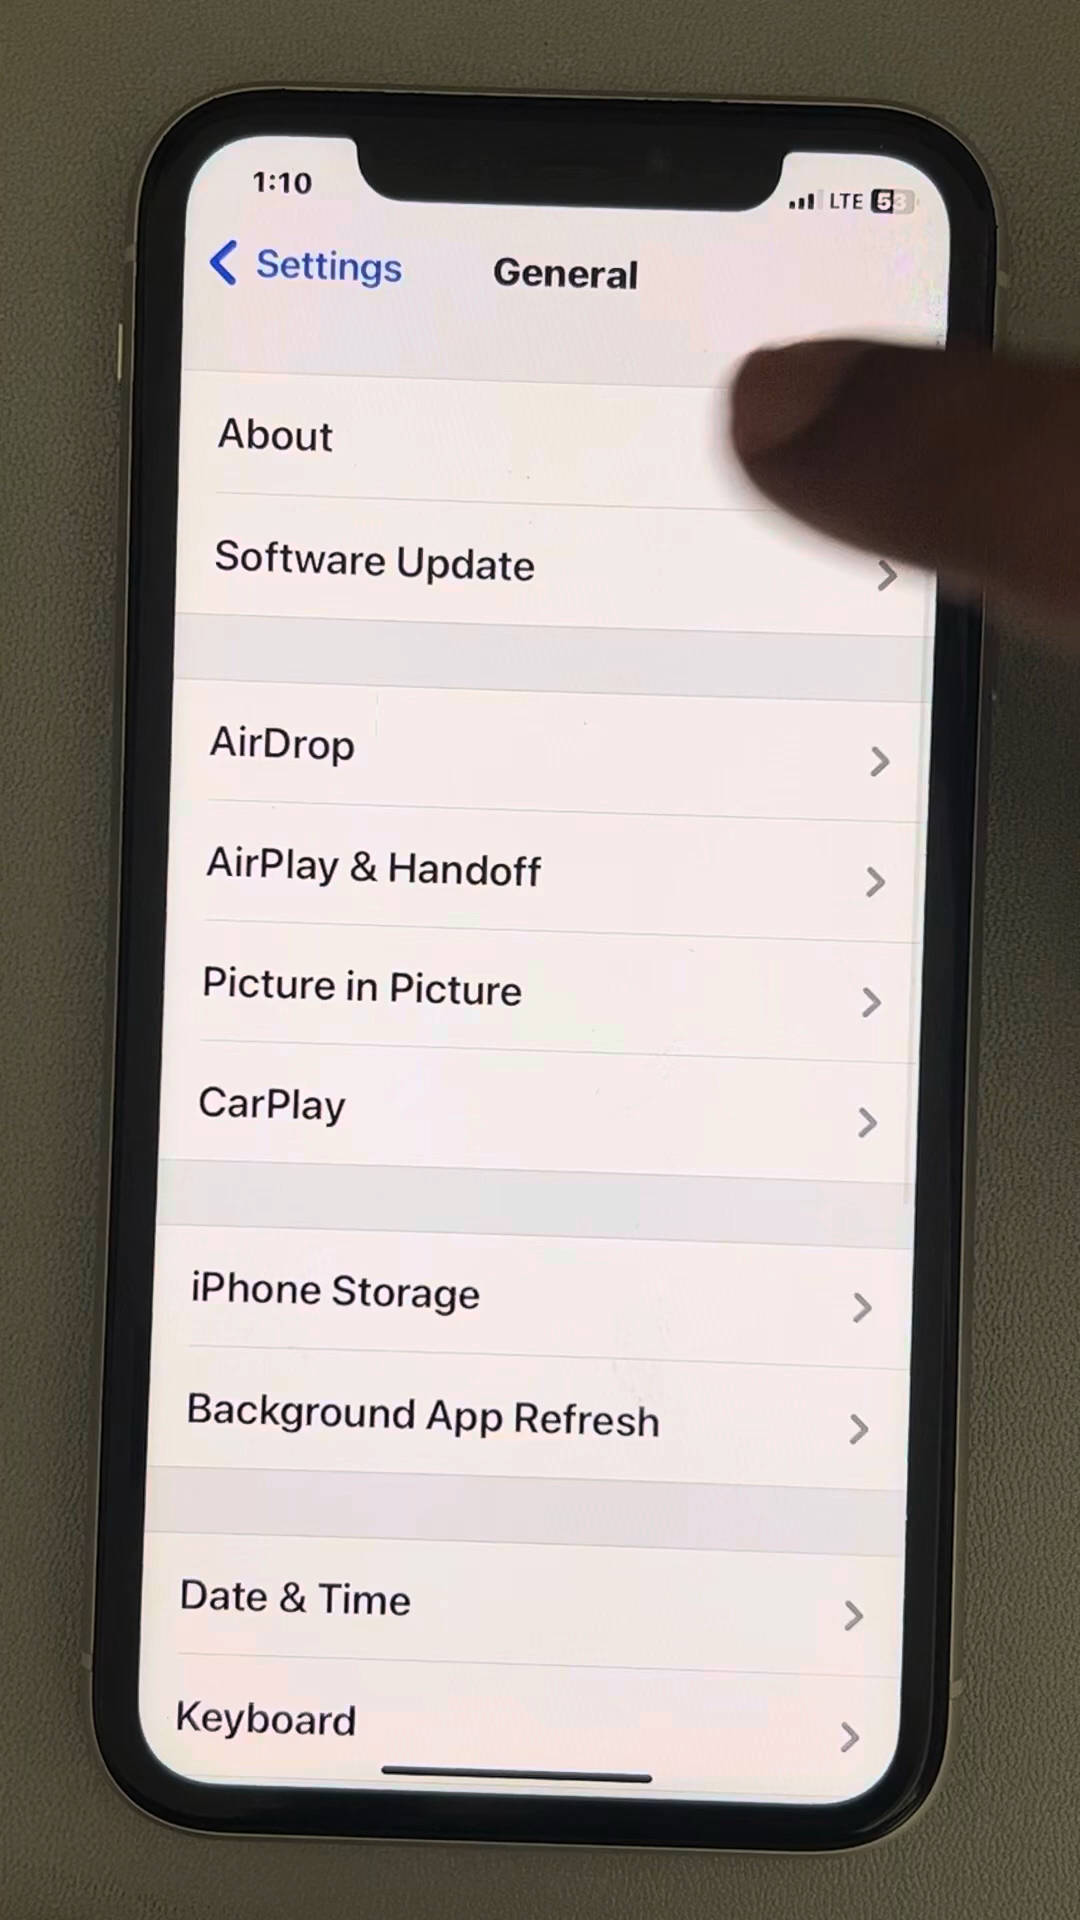 1:10
LTE 53
Settings
General
About
Software Update
AirDrop
AirPlay & Handoff
Picture in Picture
CarPlay
iPhone Storage
Background App Refresh
Date & Time
Keyboard